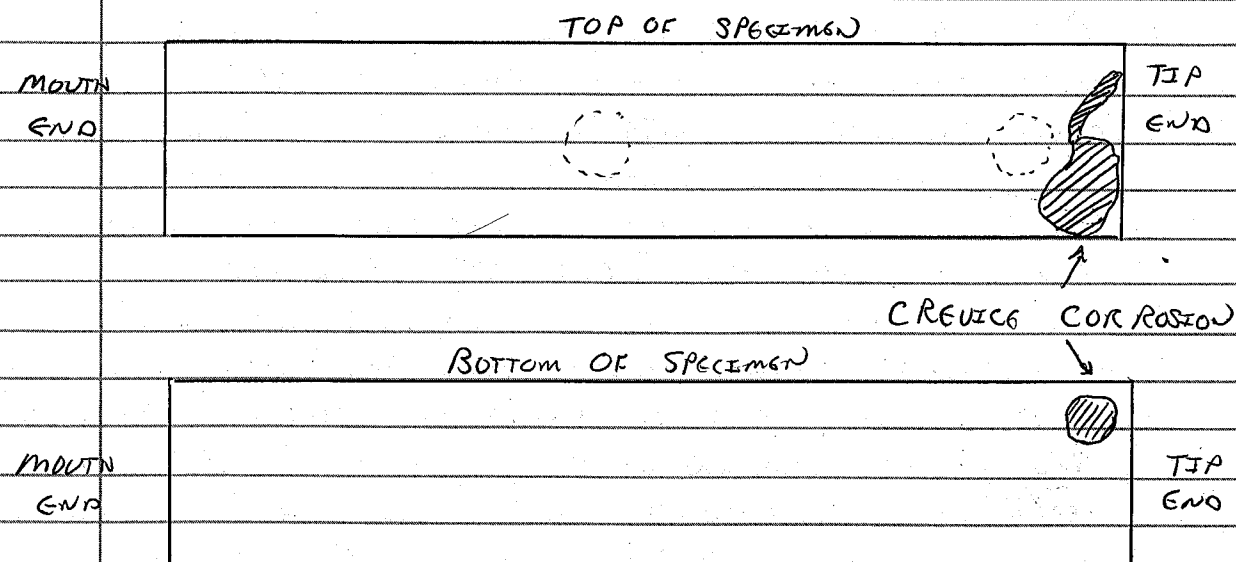 TOP OF SPECIMEN
MOUTH
END
TIP
END
CREVICE CORROSION
BOTTOM OF SPECIMEN
MOUTH
END
TIP
END